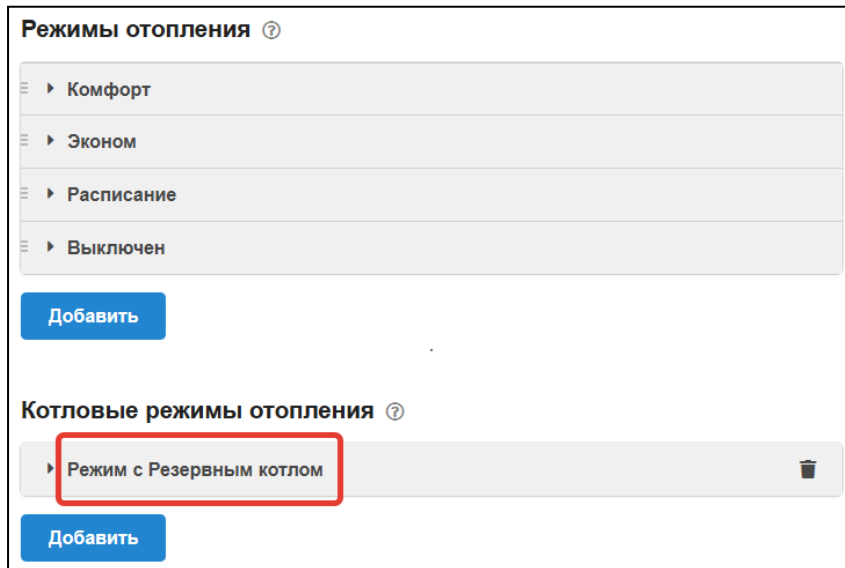 Режимы отопления ?
Комфорт
Эконом
Расписание
Выключен
Добавить
Котловые режимы отопления ?
Режим с Резервным котлом
Добавить